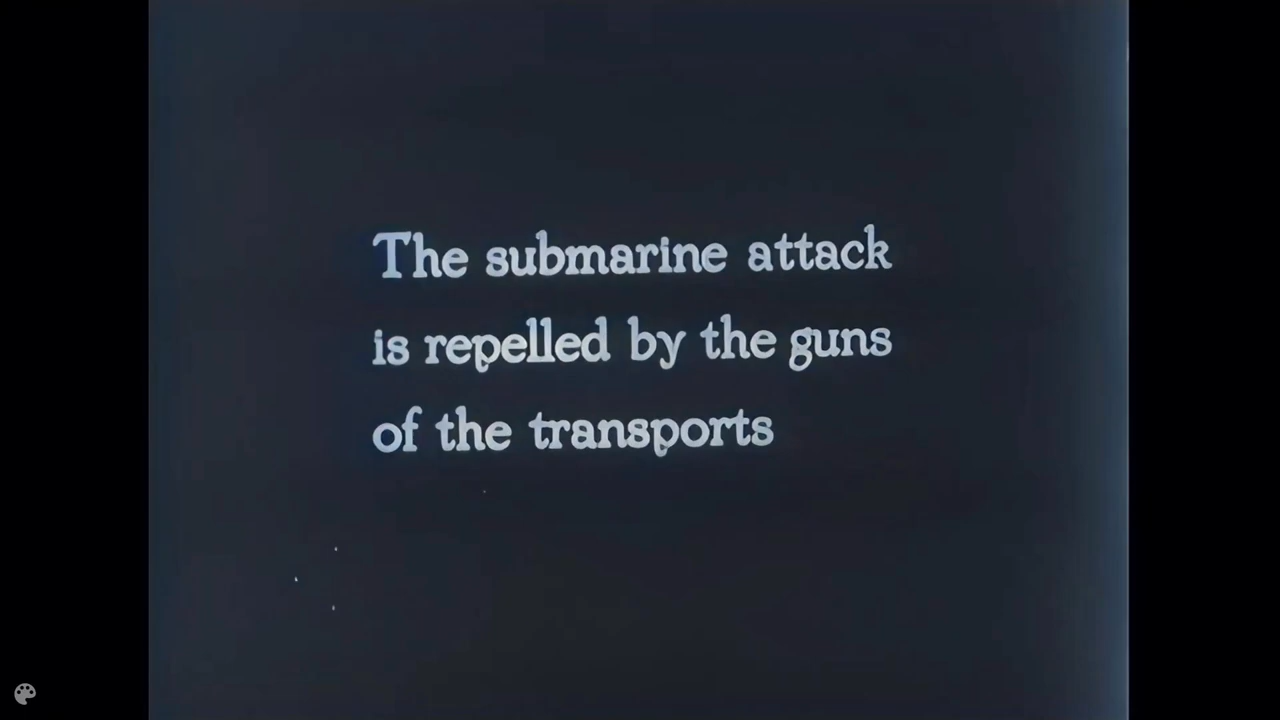 The submarine attack
is repelled by the guns
of the transports